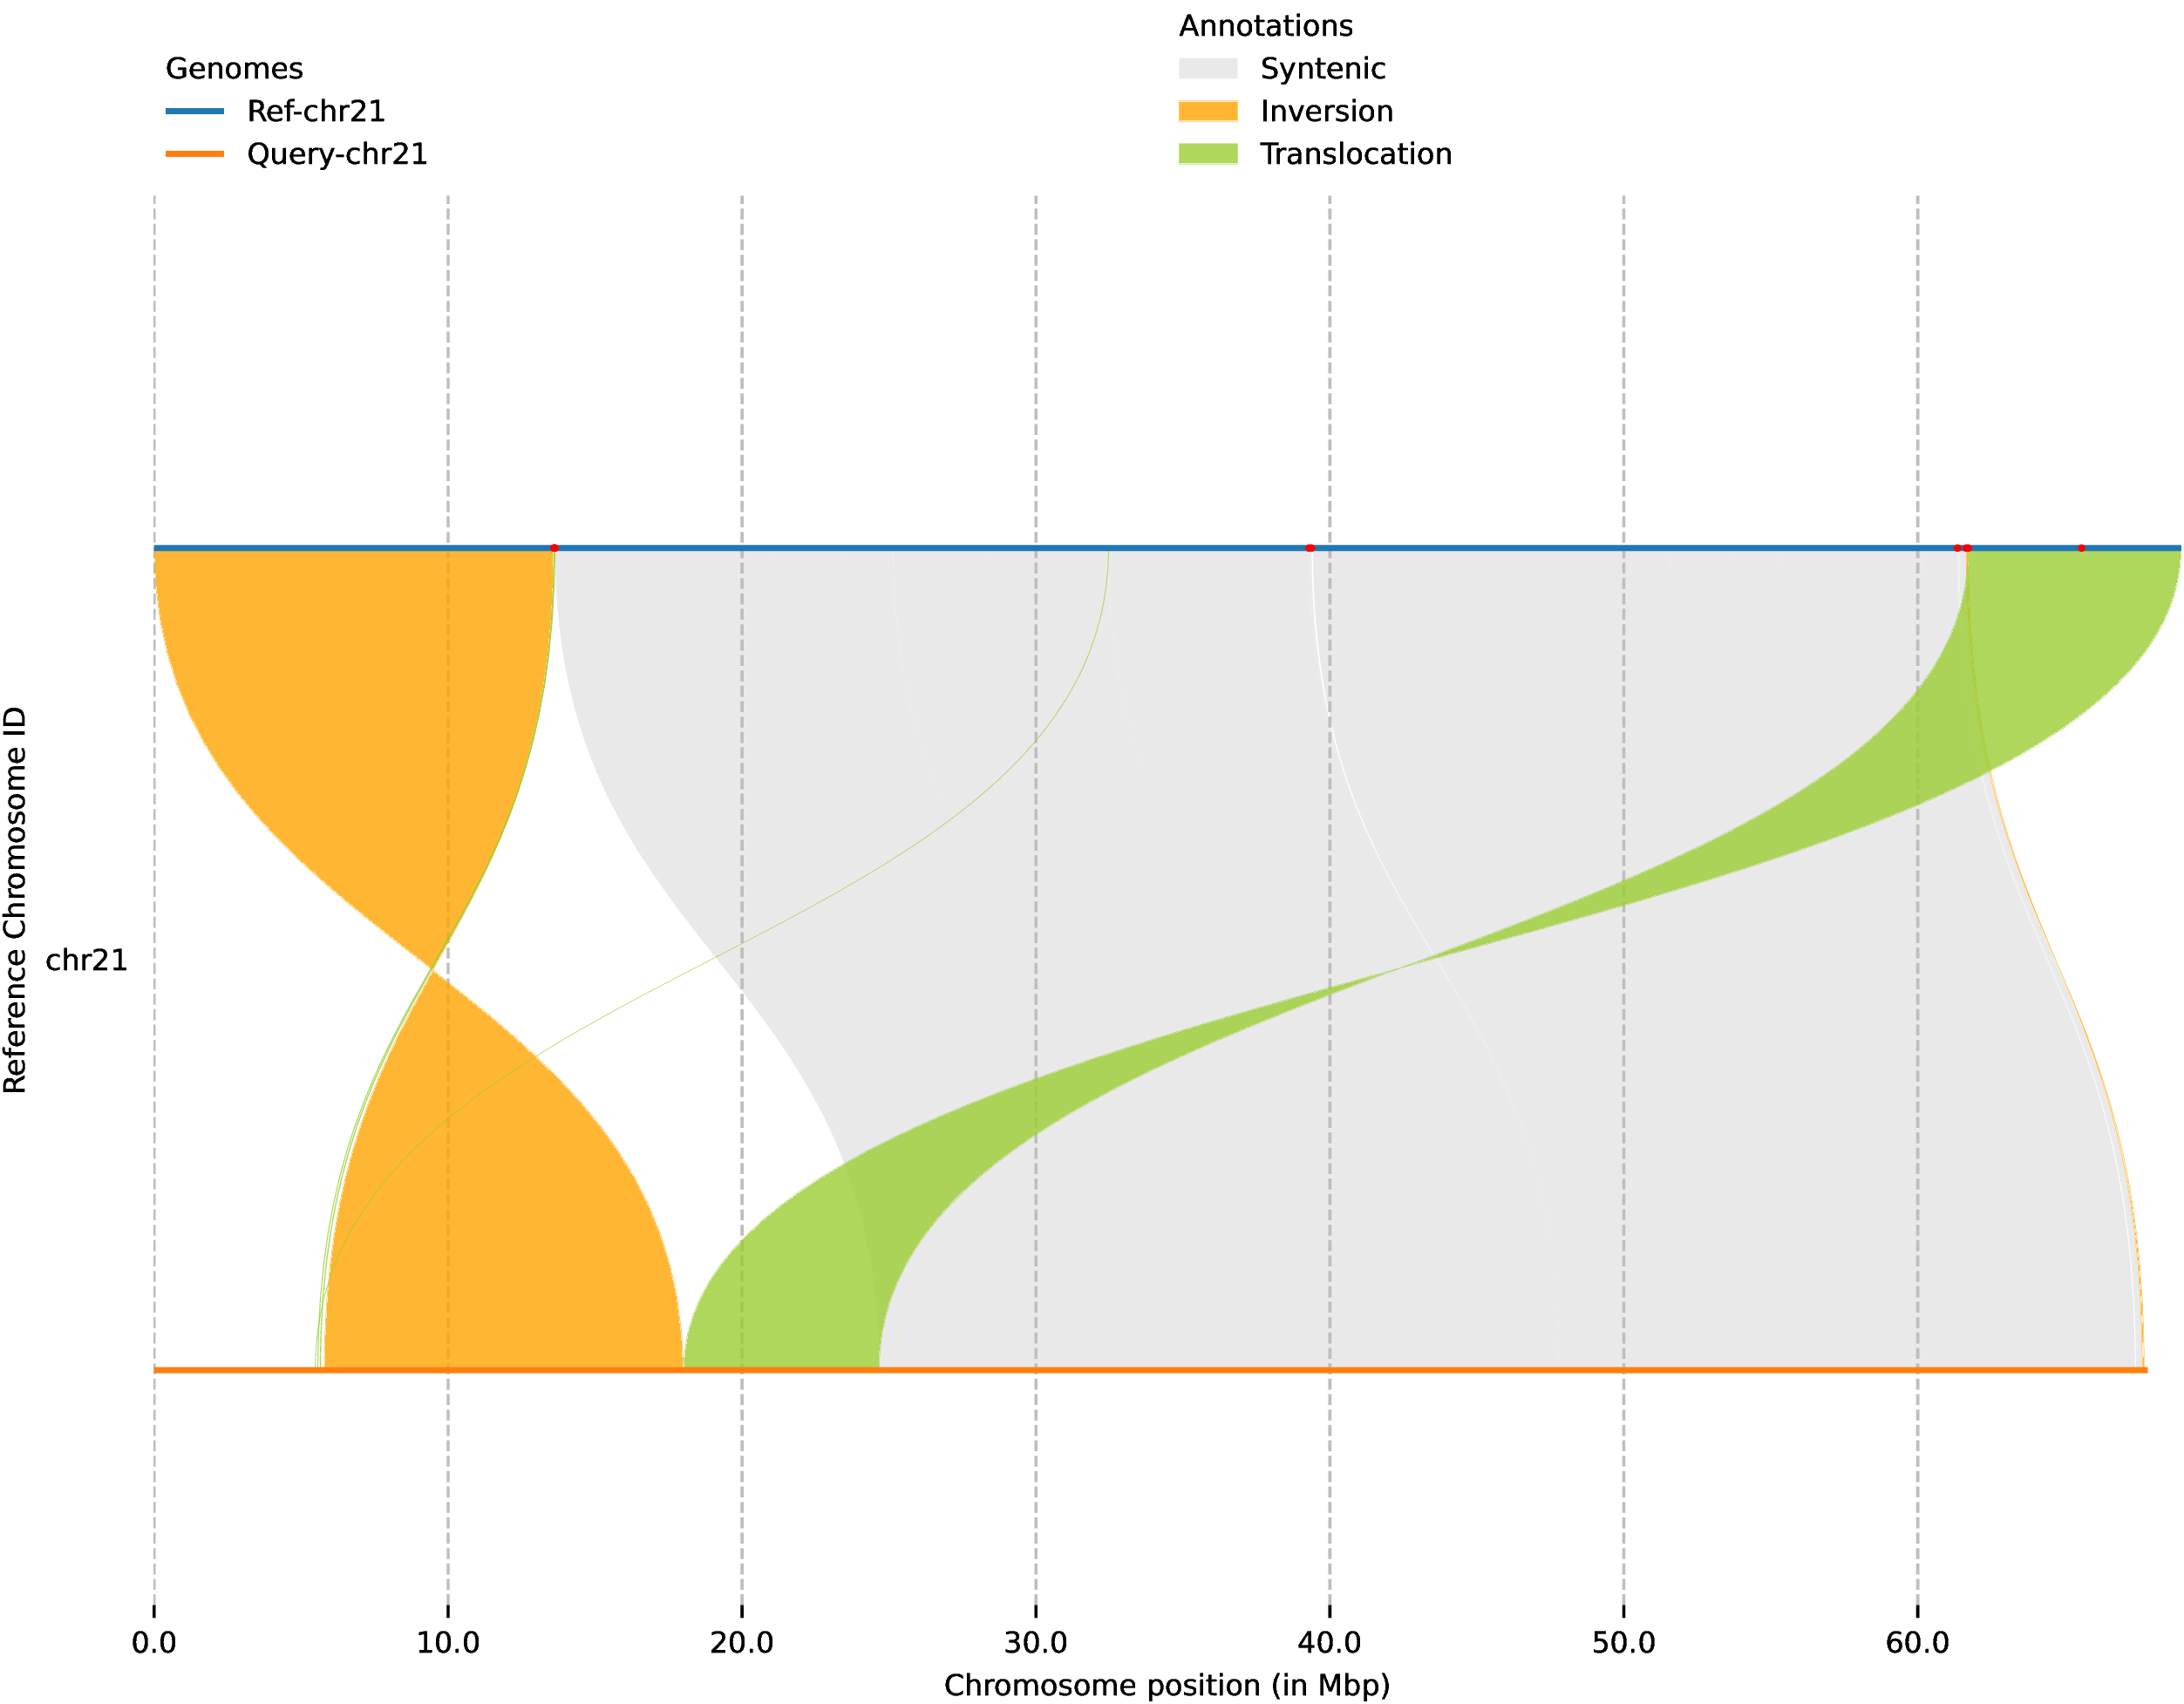 Genomes
Ref-chr21
Query-chr21
Annotations
Syntenic
Inversion
Translocation
Reference Chromosome ID
chr21
0.0 10.0 20.0 30.0 40.0 50.0 60.0
Chromosome position (in Mbp)